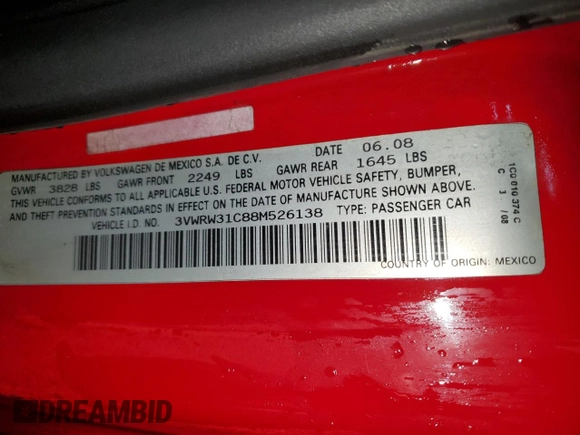 MANUFACTURED BY VOLKSWAGEN DE MEXICO S.A. DE C.V. DATE 06.08
GVWR 3828 LBS GAWR FRONT 2249 LBS GAWR REAR 1645 LBS
THIS VEHICLE CONFORMS TO ALL APPLICABLE U.S. FEDERAL MOTOR VEHICLE SAFETY, BUMPER,
AND THEFT PREVENTION STANDARDS IN EFFECT ON THE DATE OF MANUFACTURE SHOWN ABOVE.
VEHICLE I.D. NO. 3VWRW31C88M526138 TYPE: PASSENGER CAR
COUNTRY OF ORIGIN: MEXICO
1C0 010 374 C
C 3 /08
DREAMBID